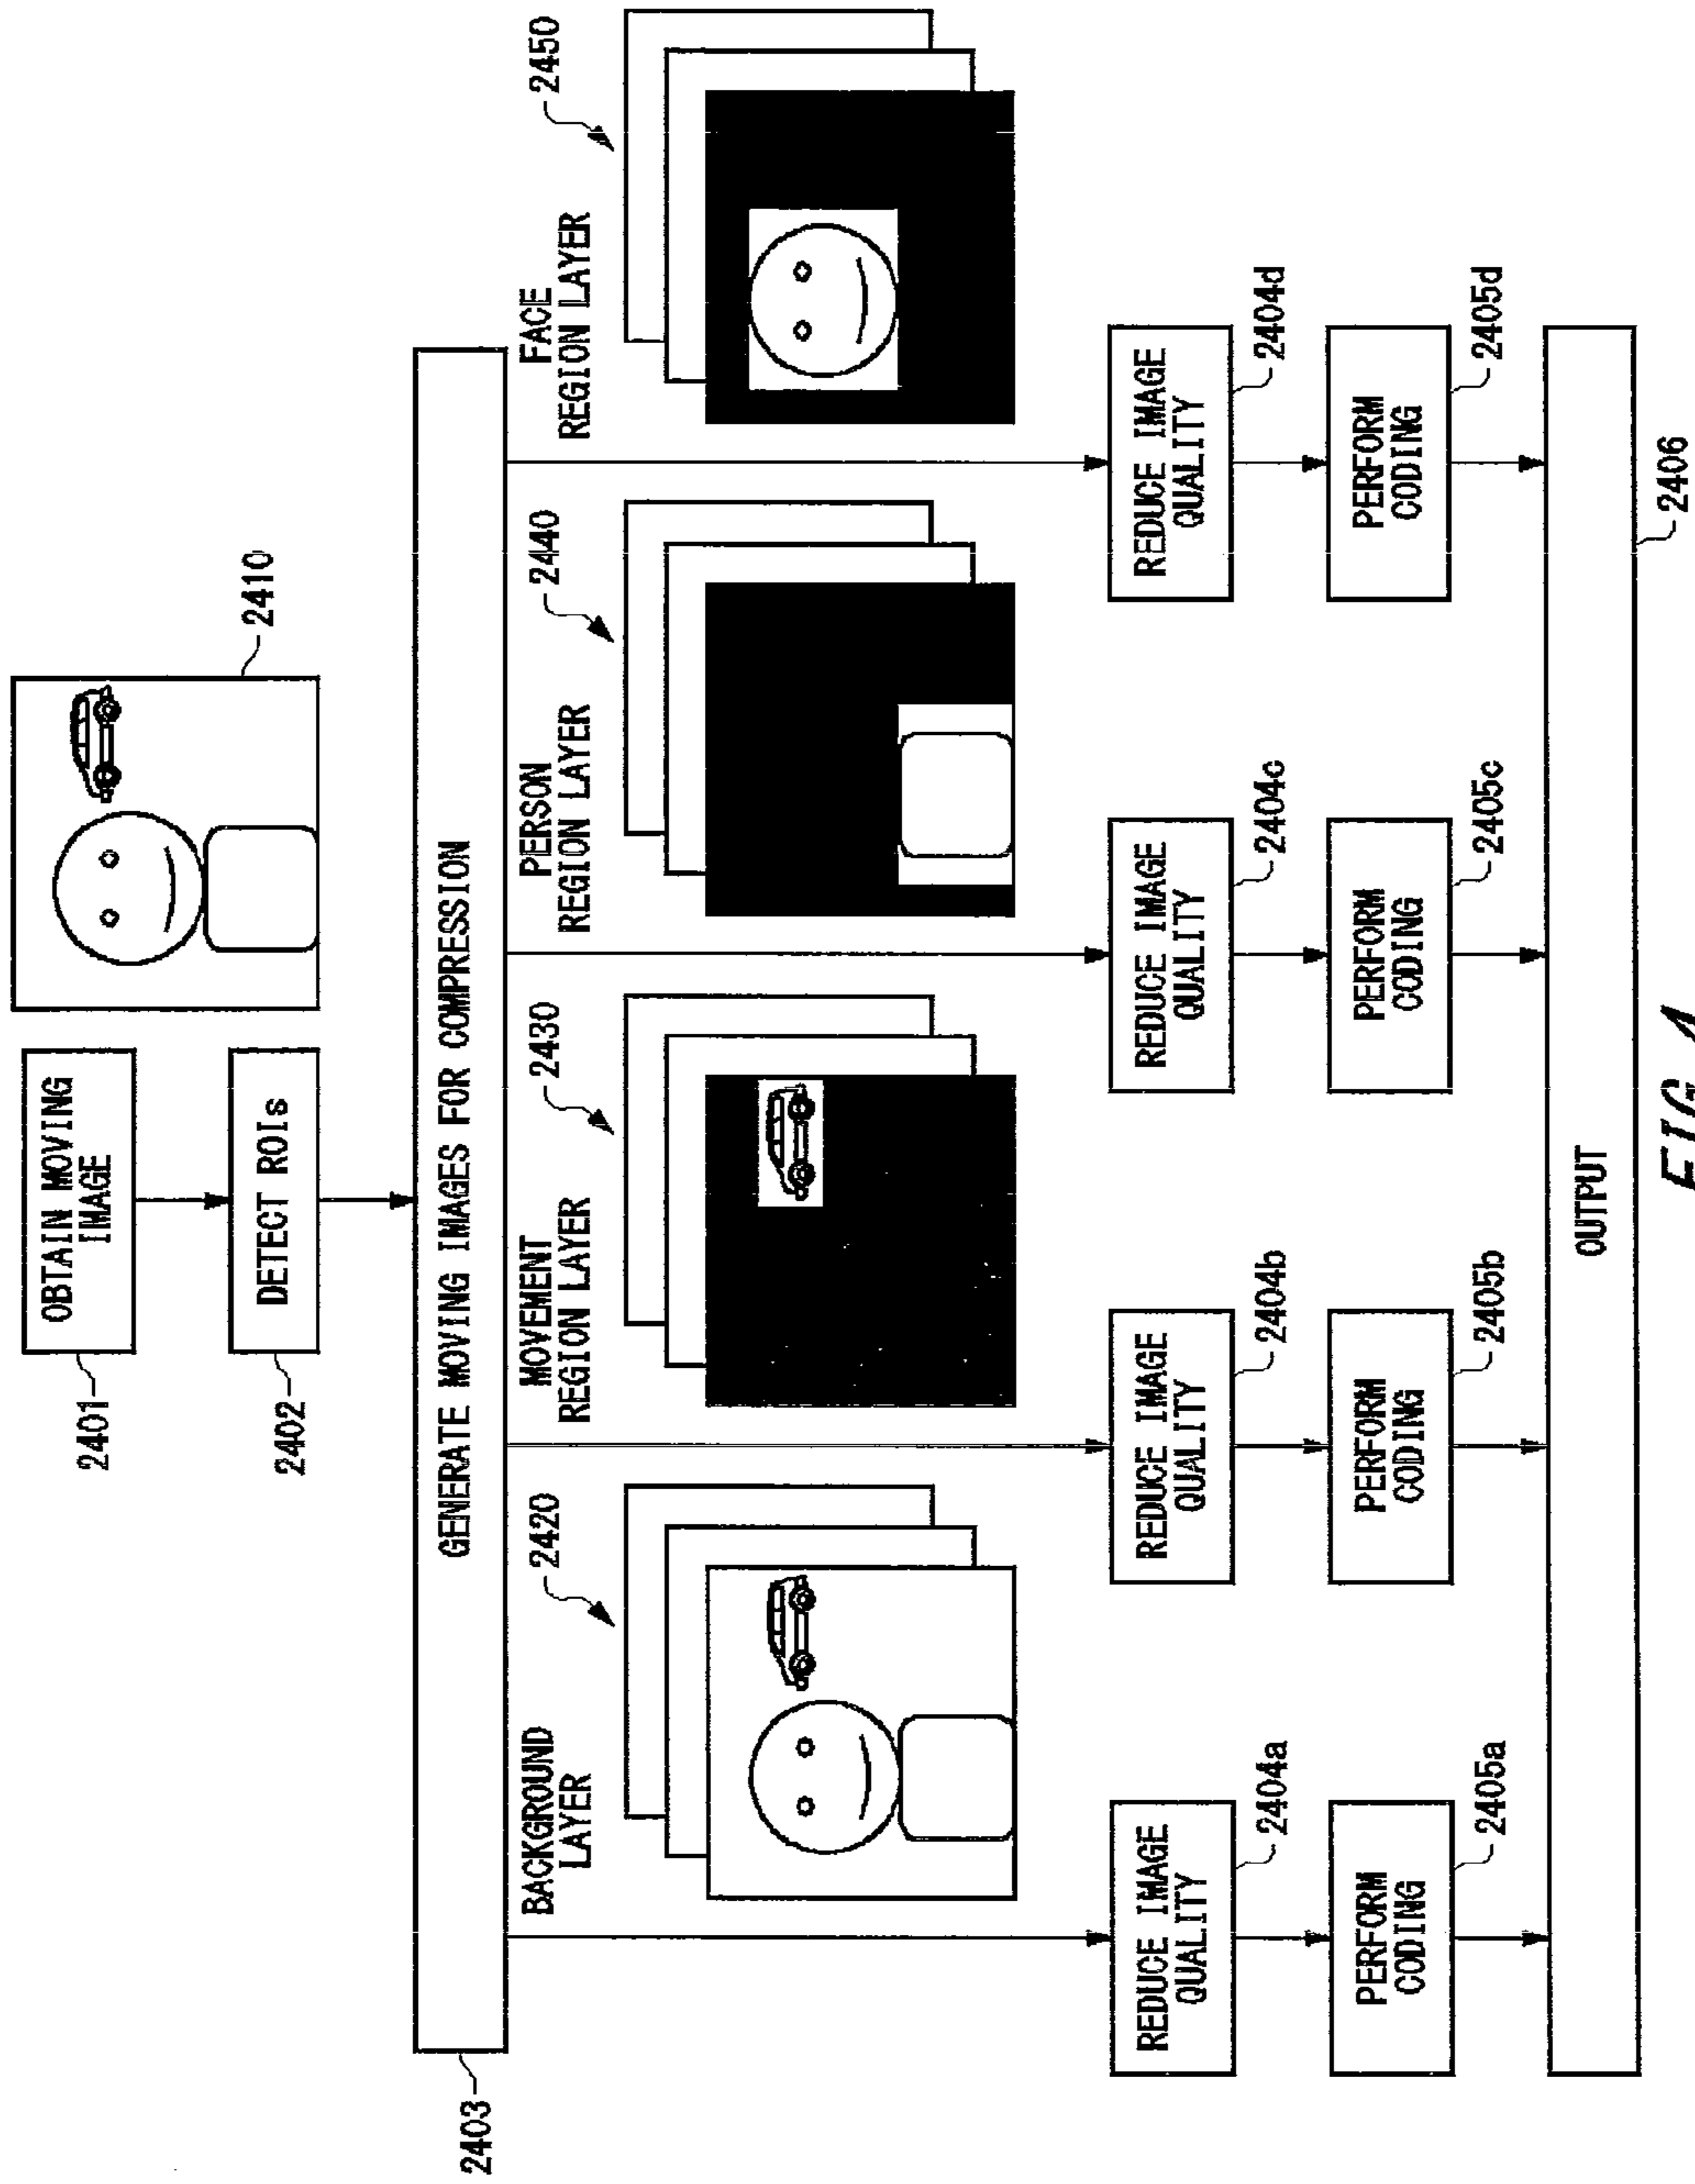 2401
OBTAIN MOVING
IMAGE
2410
2402
DETECT ROIs
2403
GENERATE MOVING IMAGES FOR COMPRESSION
BACKGROUND
LAYER
2420
MOVEMENT
REGION LAYER
2430
PERSON
REGION LAYER
2440
FACE
REGION LAYER
2450
REDUCE IMAGE
QUALITY
2404a
REDUCE IMAGE
QUALITY
2404b
REDUCE IMAGE
QUALITY
2404c
REDUCE IMAGE
QUALITY
2404d
PERFORM
CODING
2405a
PERFORM
CODING
2405b
PERFORM
CODING
2405c
PERFORM
CODING
2405d
OUTPUT
2406
FIG. 4